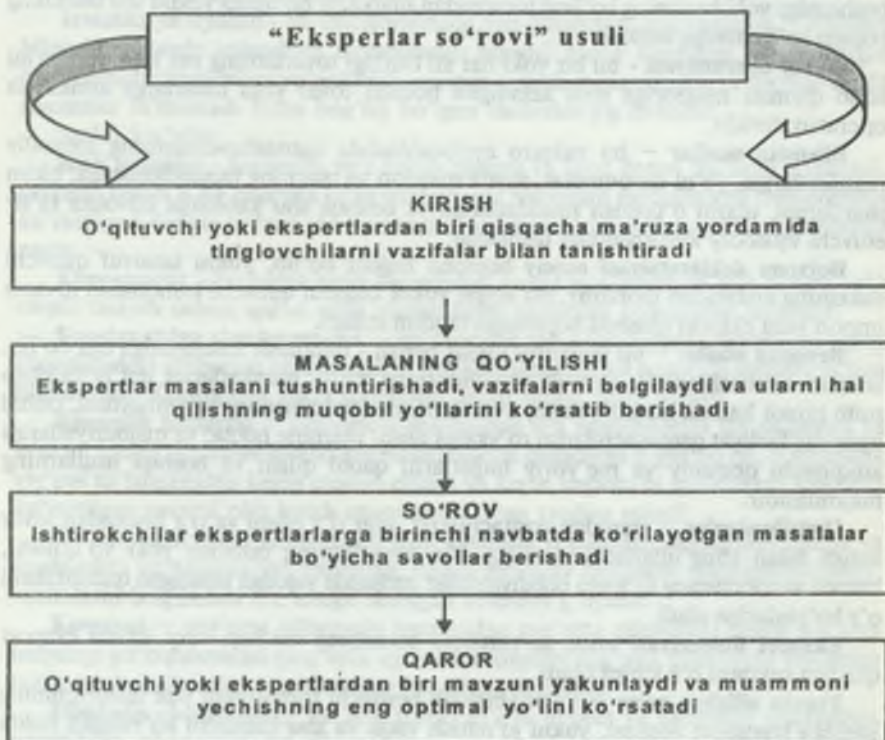 “Eksperlar so‘rovi” usuli
KIRISH
O‘qituvchi yoki ekspertlardan biri qisqacha ma’ruza yordamida
tinglovchilarni vazifalar bilan tanishtiradi
MASALANING QO‘YILISHI
Ekspertlar masalani tushuntirishadi, vazifalarni belgilaydi va ularni hal
qilishning muqobil yo‘llarini ko‘rsatib berishadi
SO‘ROV
Ishtirokchilar ekspertlarlarga birinchi navbatda ko‘rilayotgan masalalar
bo‘yicha savollar berishadi
QAROR
O‘qituvchi yoki ekspertlardan biri mavzuni yakunlaydi va muammoni
yechishning eng optimal yo‘lini ko‘rsatadi